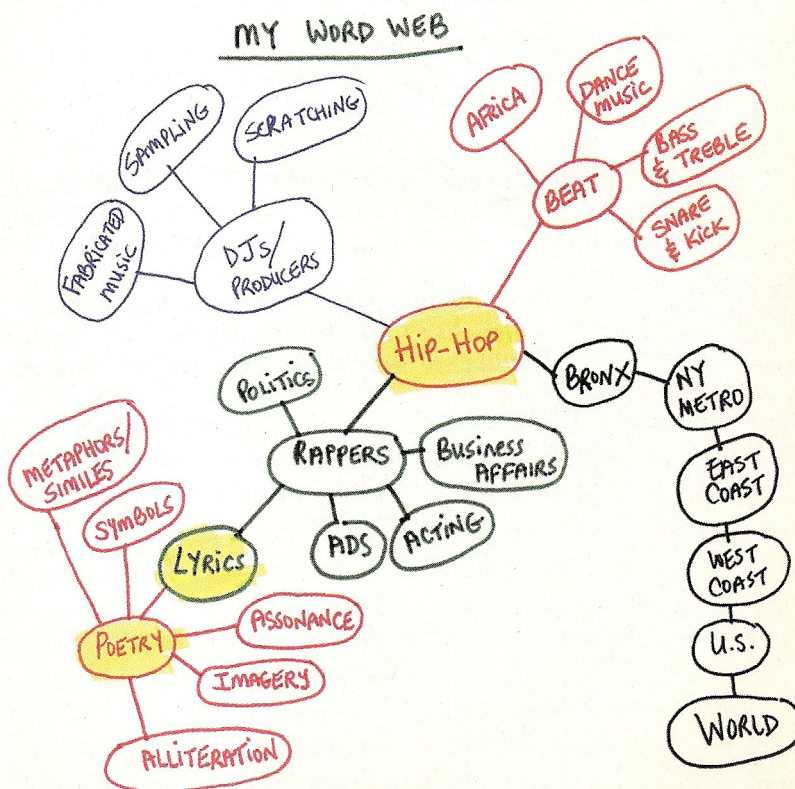 MY WORD WEB
SAMPLING
SCRATCHING
FABRICATED
MUSIC
DJs/
PRODUCERS
AFRICA
DANCE
MUSIC
BASS
& TREBLE
SNARE
& KICK
BEAT
HIP-HOP
BRONX
NY
METRO
EAST
COAST
WEST
COAST
U.S.
WORLD
POLITICS
RAPPERS
BUSINESS
AFFAIRS
ADS
ACTING
LYRICS
METAPHORS/
SIMILES
SYMBOLS
POETRY
ASSONANCE
IMAGERY
ALLITERATION